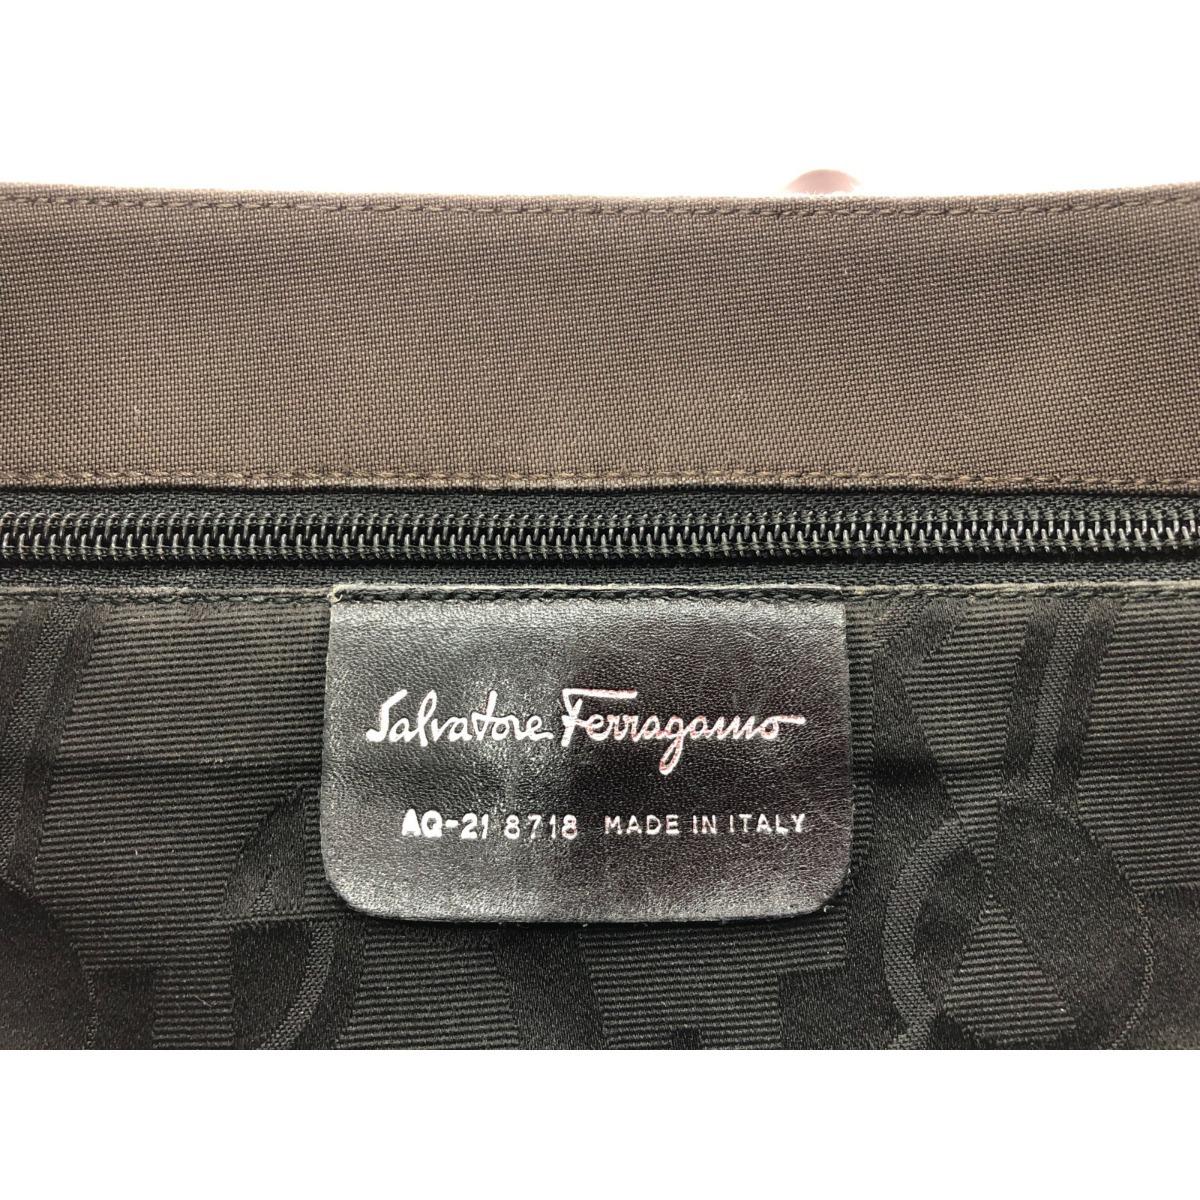 Salvatore Ferragamo
AQ-21 8718 MADE IN ITALY